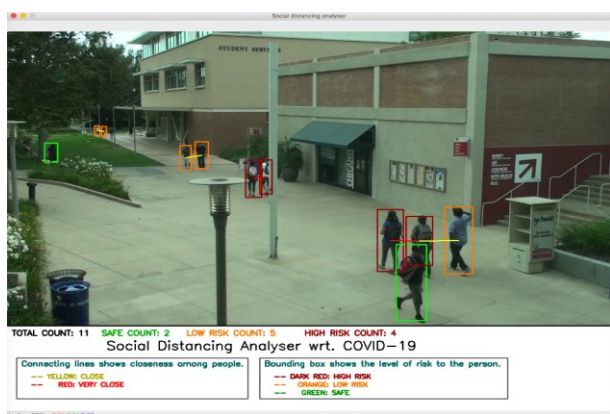 Social distancing analyser
STUDENT SERVICES
TOTAL COUNT: 11 SAFE COUNT: 2 LOW RISK COUNT: 5 HIGH RISK COUNT: 4
Social Distancing Analyser wrt. COVID-19
Connecting lines shows closeness among people.
-- YELLOW: CLOSE
-- RED: VERY CLOSE
Bounding box shows the level of risk to the person.
-- DARK RED: HIGH RISK
-- ORANGE: LOW RISK
-- GREEN: SAFE